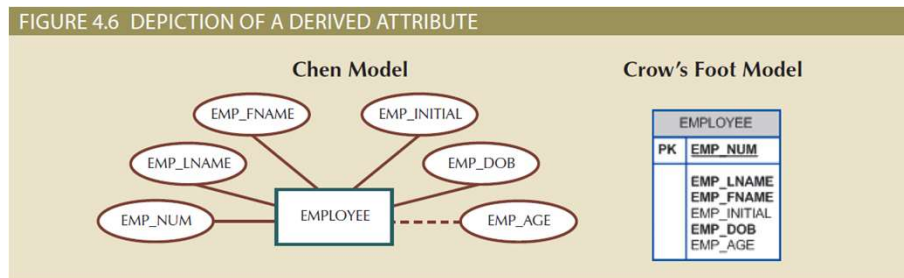 FIGURE 4.6 DEPICTION OF A DERIVED ATTRIBUTE
Chen Model
EMP_FNAME
EMP_INITIAL
EMP_LNAME
EMP_DOB
EMP_NUM
EMPLOYEE
EMP_AGE
Crow's Foot Model
EMPLOYEE
PK EMP_NUM
EMP_LNAME
EMP_FNAME
EMP_INITIAL
EMP_DOB
EMP_AGE